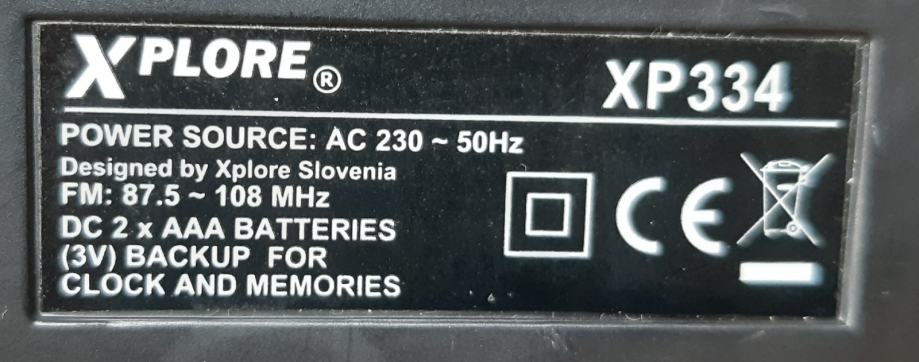 XPLORE®
XP334
POWER SOURCE: AC 230 ~ 50Hz
Designed by Xplore Slovenia
FM: 87.5 ~ 108 MHz
DC 2 x AAA BATTERIES
(3V) BACKUP FOR
CLOCK AND MEMORIES
CE